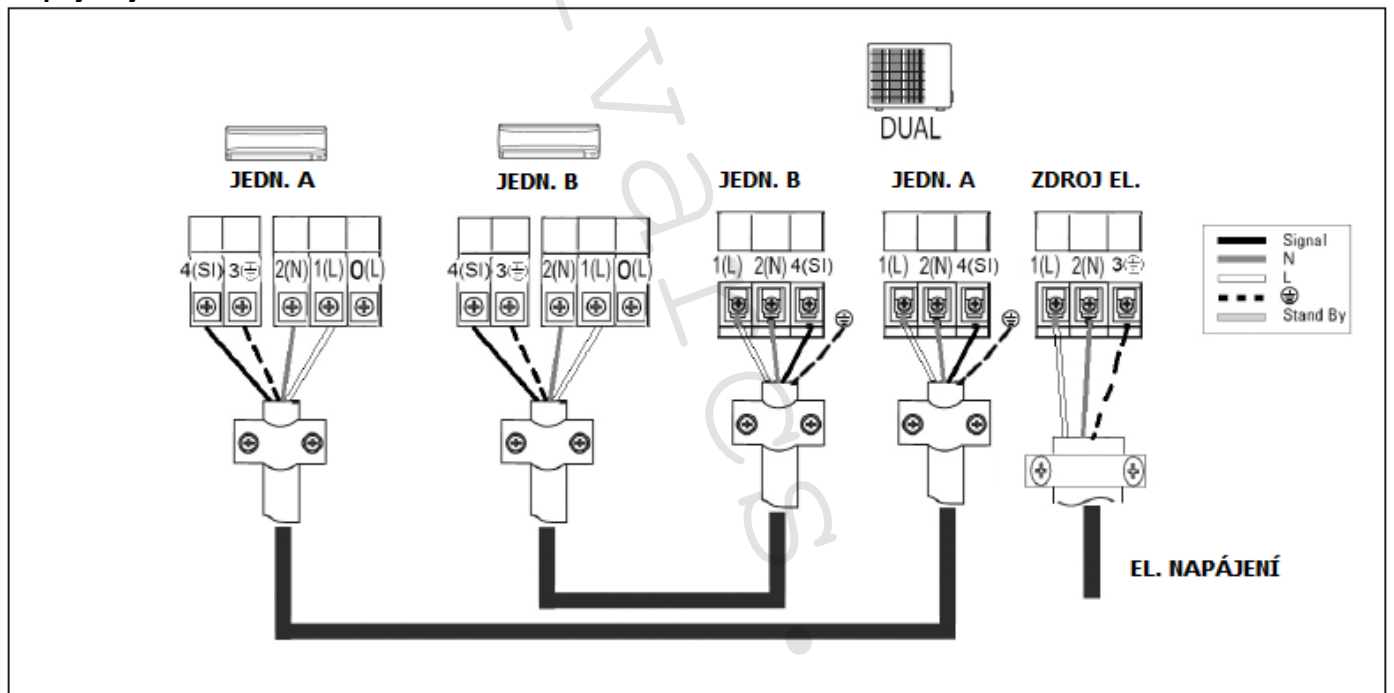 DUAL
JEDN. A
JEDN. B
JEDN. B
JEDN. A
ZDROJ EL.
4(SI) 3 2(N) 1(L) 0(L)
4(SI) 3 2(N) 1(L) 0(L)
1(L) 2(N) 4(SI)
1(L) 2(N) 4(SI)
1(L) 2(N) 3
Signal
N
L
Stand By
EL. NAPÁJENÍ